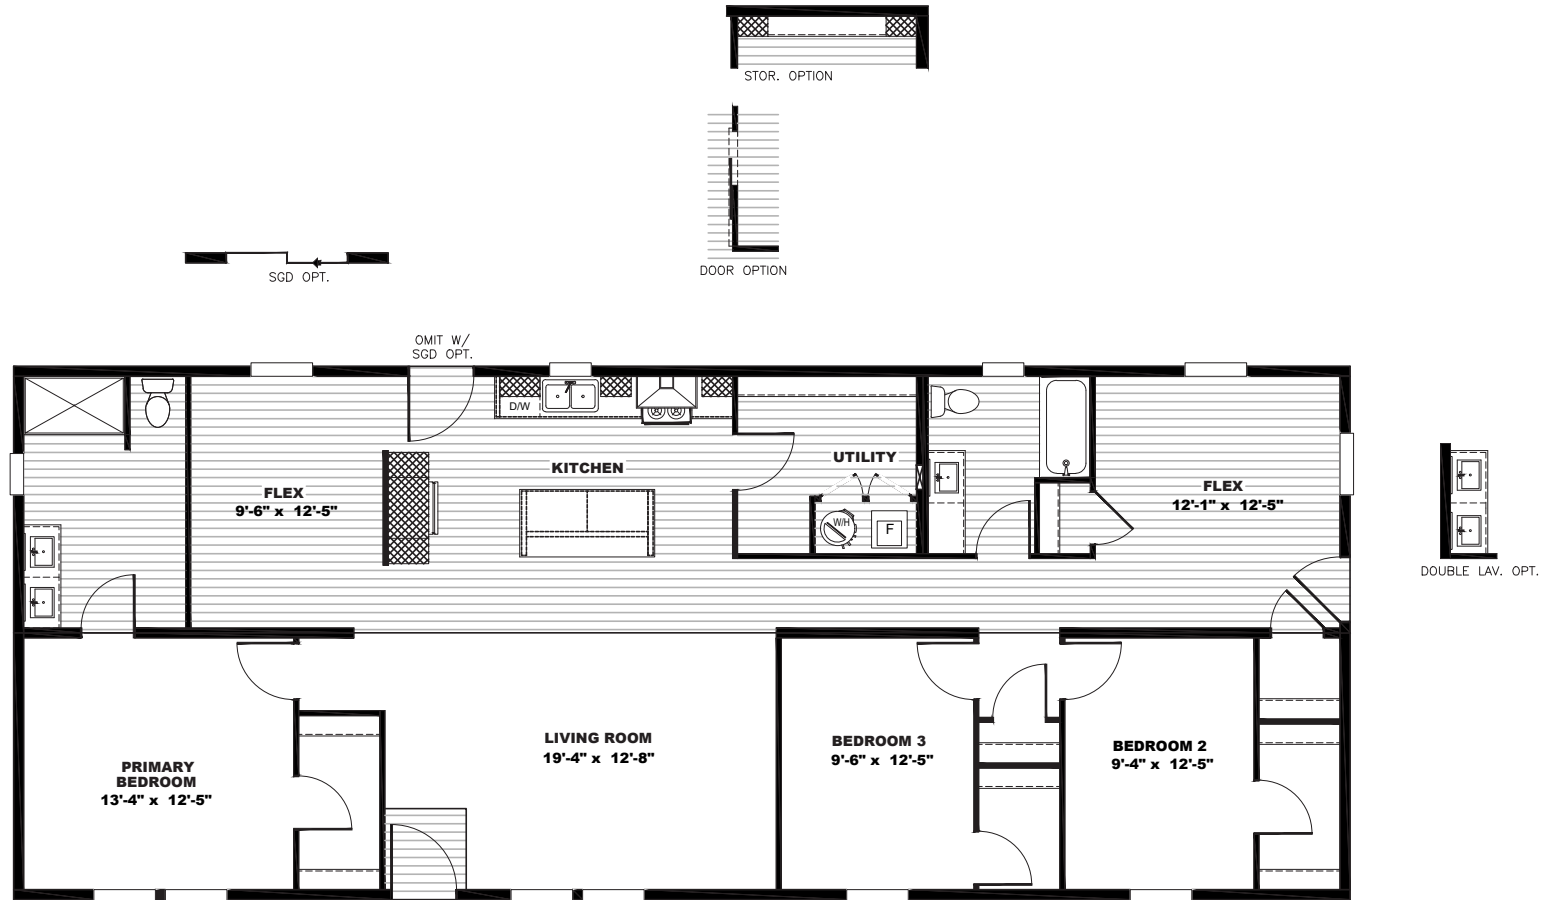 STOR. OPTION
DOOR OPTION
SGD OPT.
OMIT W/
SGD OPT.
D/W
KITCHEN
UTILITY
FLEX
9'-6" x 12'-5"
FLEX
12'-1" x 12'-5"
W/H
F
DOUBLE LAV. OPT.
PRIMARY
BEDROOM
13'-4" x 12'-5"
LIVING ROOM
19'-4" x 12'-8"
BEDROOM 3
9'-6" x 12'-5"
BEDROOM 2
9'-4" x 12'-5"